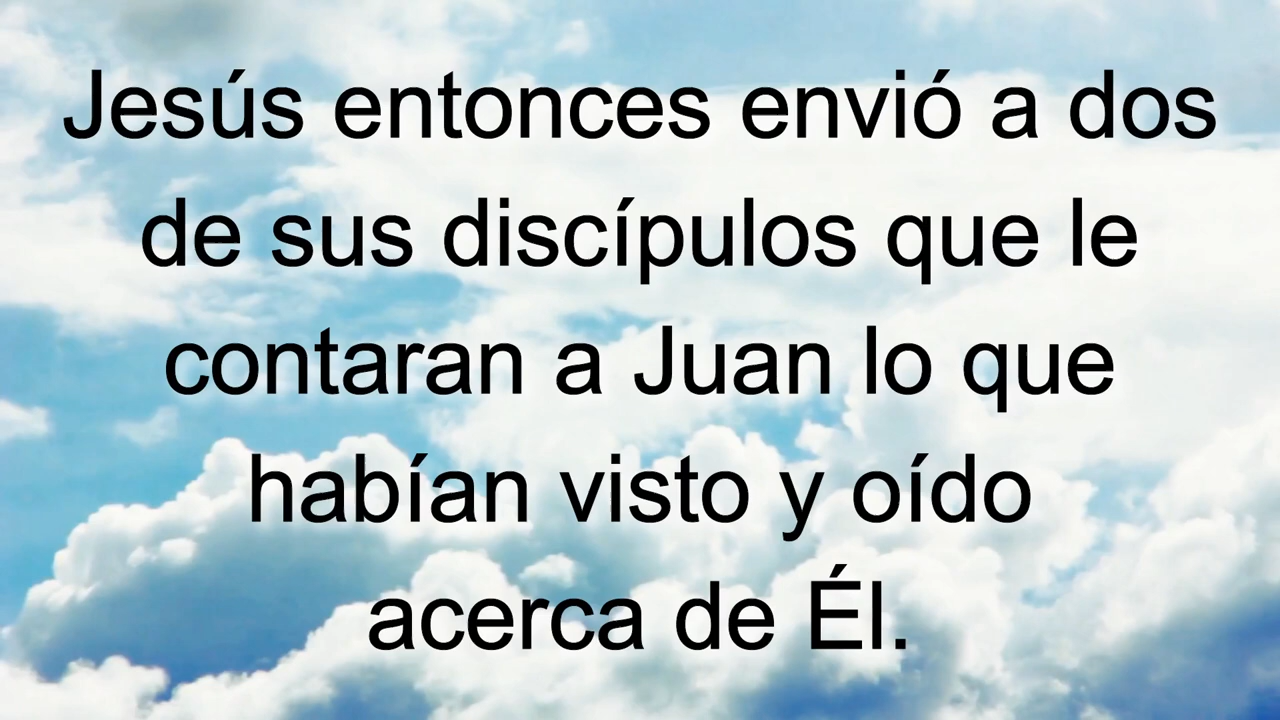 Jesús entonces envió a dos
de sus discípulos que le
contaran a Juan lo que
habían visto y oído
acerca de Él.